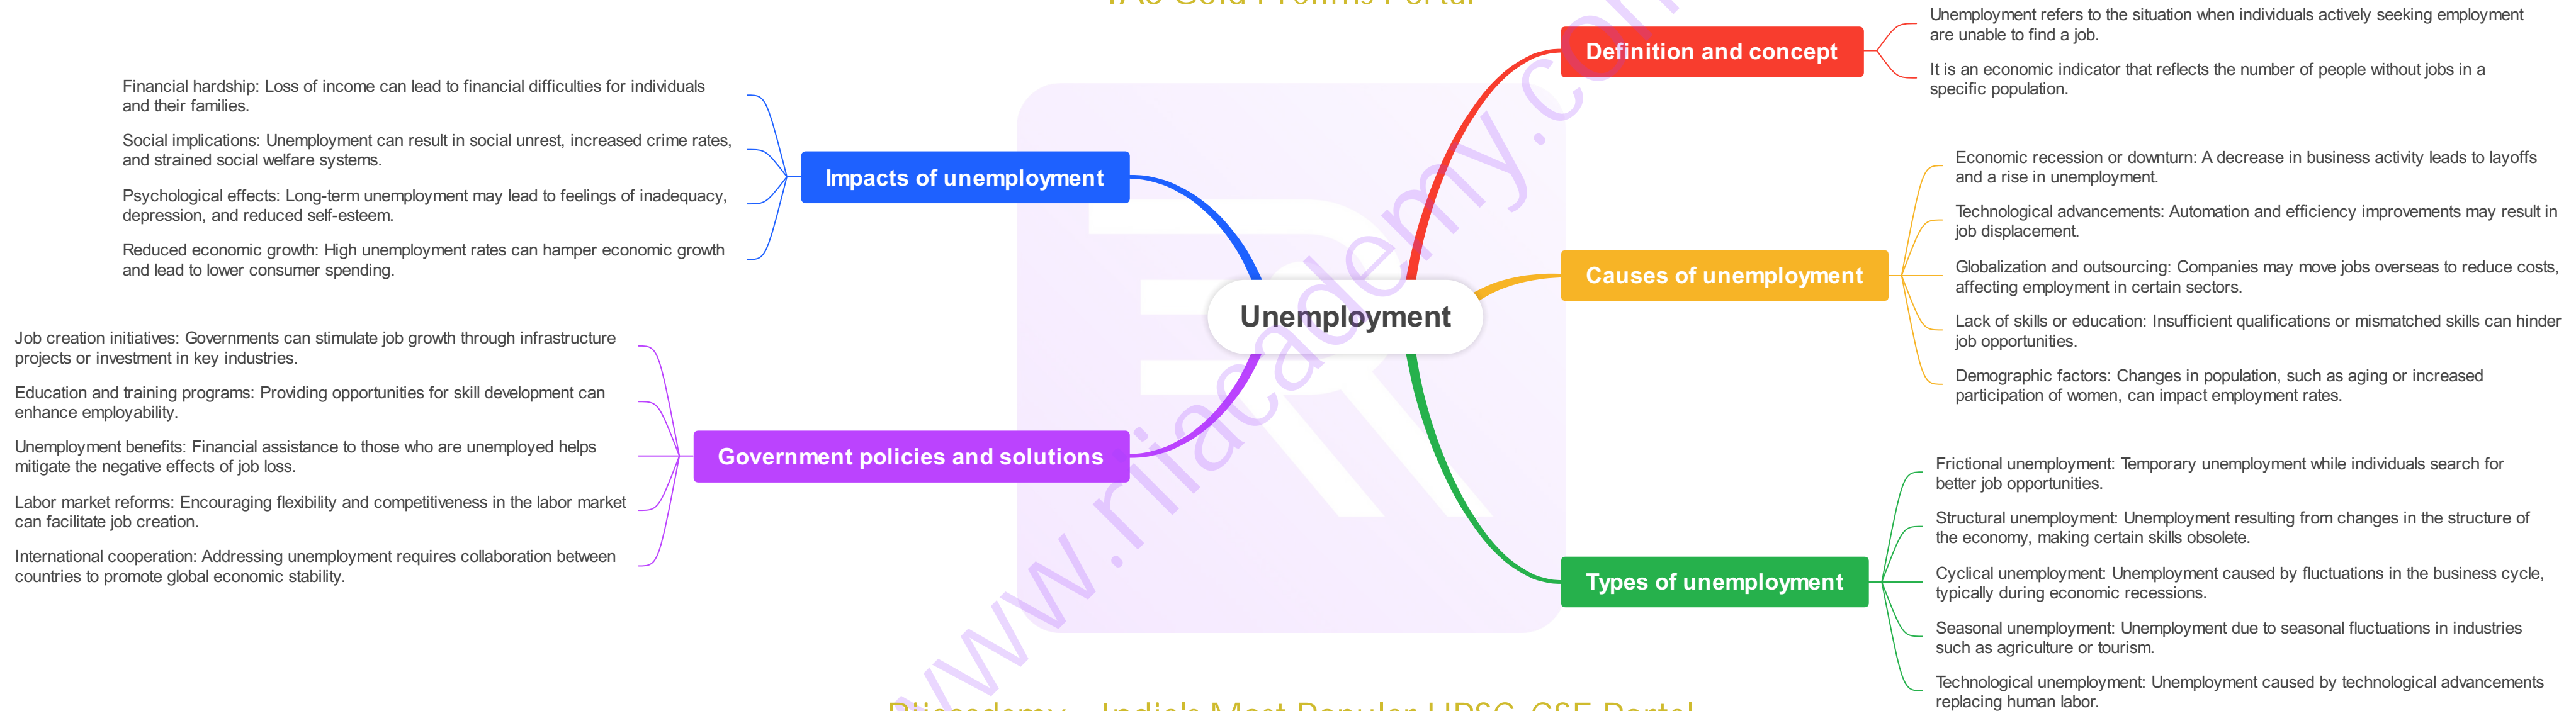 IAS Gold Prelims Portal
Unemployment
Definition and concept
Unemployment refers to the situation when individuals actively seeking employment
are unable to find a job.
It is an economic indicator that reflects the number of people without jobs in a
specific population.
Causes of unemployment
Economic recession or downturn: A decrease in business activity leads to layoffs
and a rise in unemployment.
Technological advancements: Automation and efficiency improvements may result in
job displacement.
Globalization and outsourcing: Companies may move jobs overseas to reduce costs,
affecting employment in certain sectors.
Lack of skills or education: Insufficient qualifications or mismatched skills can hinder
job opportunities.
Demographic factors: Changes in population, such as aging or increased
participation of women, can impact employment rates.
Types of unemployment
Frictional unemployment: Temporary unemployment while individuals search for
better job opportunities.
Structural unemployment: Unemployment resulting from changes in the structure of
the economy, making certain skills obsolete.
Cyclical unemployment: Unemployment caused by fluctuations in the business cycle,
typically during economic recessions.
Seasonal unemployment: Unemployment due to seasonal fluctuations in industries
such as agriculture or tourism.
Technological unemployment: Unemployment caused by technological advancements
replacing human labor.
Impacts of unemployment
Financial hardship: Loss of income can lead to financial difficulties for individuals
and their families.
Social implications: Unemployment can result in social unrest, increased crime rates,
and strained social welfare systems.
Psychological effects: Long-term unemployment may lead to feelings of inadequacy,
depression, and reduced self-esteem.
Reduced economic growth: High unemployment rates can hamper economic growth
and lead to lower consumer spending.
Government policies and solutions
Job creation initiatives: Governments can stimulate job growth through infrastructure
projects or investment in key industries.
Education and training programs: Providing opportunities for skill development can
enhance employability.
Unemployment benefits: Financial assistance to those who are unemployed helps
mitigate the negative effects of job loss.
Labor market reforms: Encouraging flexibility and competitiveness in the labor market
can facilitate job creation.
International cooperation: Addressing unemployment requires collaboration between
countries to promote global economic stability.
www.rijacademy.com
India's Most Popular UPSC CSE Portal